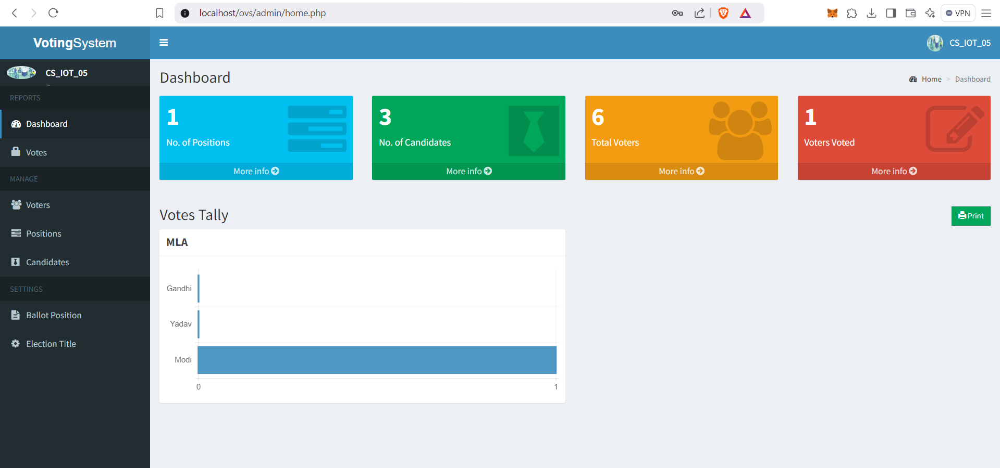 localhost/ovs/admin/home.php
VPN
VotingSystem
CS_IOT_05
CS_IOT_05
REPORTS
Dashboard
Votes
MANAGE
Voters
Positions
Candidates
SETTINGS
Ballot Position
Election Title
Dashboard
Home > Dashboard
1
No. of Positions
More info
3
No. of Candidates
More info
6
Total Voters
More info
1
Voters Voted
More info
Votes Tally
Print
MLA
Gandhi
Yadav
Modi
0 1